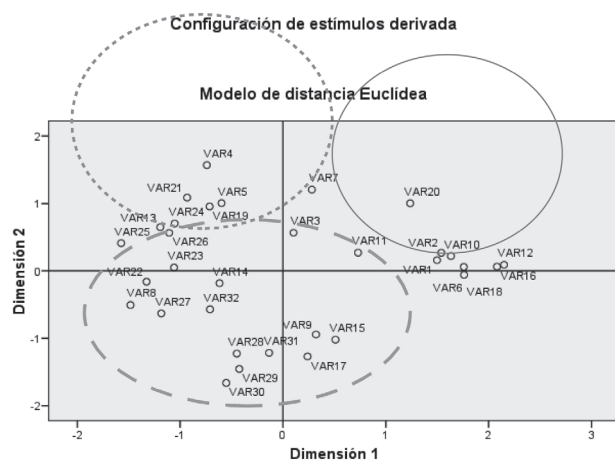 Configuración de estímulos derivada
Modelo de distancia Euclídea
Dimensión 2
2
1
0
-1
-2
VAR4
VAR21
VAR5
VAR7
VAR20
VAR13
VAR24
VAR19
VAR25
VAR26
VAR3
VAR23
VAR11
VAR2
VAR10
VAR12
VAR22
VAR14
VAR1
VAR16
VAR8
VAR27
VAR32
VAR6
VAR18
VAR9
VAR15
VAR28
VAR31
VAR17
VAR29
VAR30
-2
-1
0
1
2
Dimensión 1